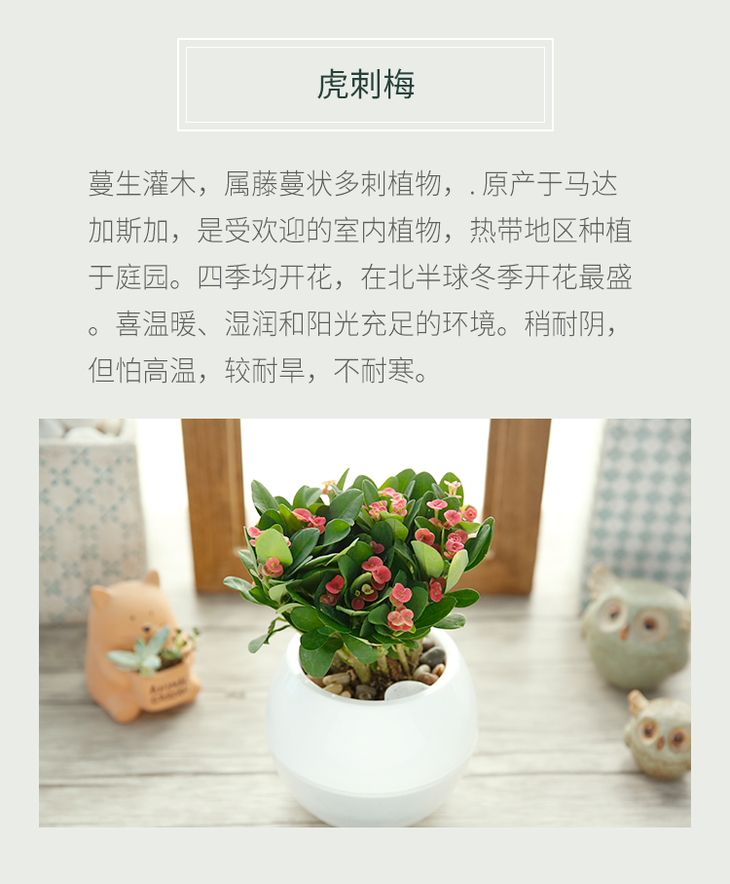 虎刺梅
蔓生灌木，属藤蔓状多刺植物，. 原产于马达
加斯加，是受欢迎的室内植物，热带地区种植
于庭园。四季均开花，在北半球冬季开花最盛
。喜温暖、湿润和阳光充足的环境。稍耐阴，
但怕高温，较耐旱，不耐寒。